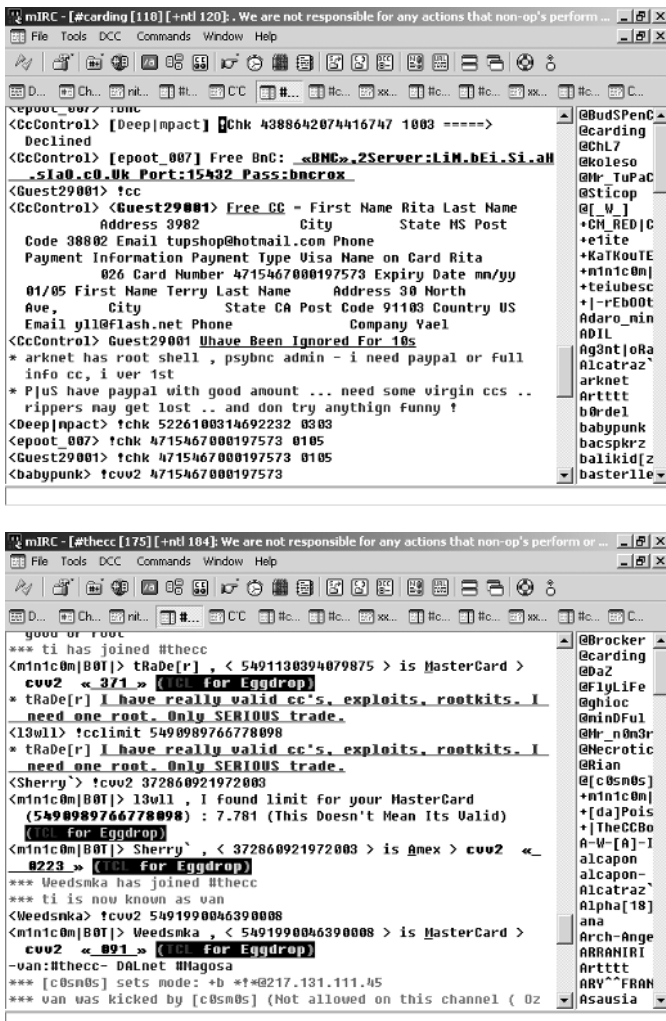 mIRC - [#carding [118] [+ntl 120]: . We are not responsible for any actions that non-op's perform ...
File Tools DCC Commands Window Help
D... Ch... nit... #t... C'C #... #c... xx... #c... #c... xx... #c... C...
<epoot_007> !bnc
<CcControl> [Deep|mpact] Chk 4388642074416747 1003 =====>
Declined
<CcControl> [epoot_007] Free BnC: «BNC».2Server:LiM.bEi.Si.aH
.sIa0.cO.Uk Port:15432 Pass:bncrox
<Guest29001> !cc
<CcControl> <Guest29001> Free CC = First Name Rita Last Name
Address 3982 City State MS Post
Code 38802 Email tupshop@hotmail.com Phone
Payment Information Payment Type Visa Name on Card Rita
026 Card Number 4715467000197573 Expiry Date mm/yy
01/05 First Name Terry Last Name Address 30 North
Ave, City State CA Post Code 91103 Country US
Email yll@flash.net Phone Company Yael
<CcControl> Guest29001 Uhave Been Ignored For 10s
* arknet has root shell , psybnc admin - i need paypal or full
info cc, i ver 1st
* P|uS have paypal with good amount ... need some virgin ccs ..
rippers may get lost .. and don try anythign funny !
<Deep|mpact> !chk 5226100314692232 0303
<epoot_007> !chk 4715467000197573 0105
<Guest29001> !chk 4715467000197573 0105
<babypunk> !cvv2 4715467000197573
@BudSPenC
@carding
@ChL7
@koleso
@Mr_TuPaC
@Sticop
@[_W_]
+CM_RED|C
+e1ite
+KaTKouTE
+m1n1c0m|
+teiubesc
+|-rEb00t
Adaro_min
ADIL
Ag3nt|oRa
Alcatraz`
arknet
Artttt
b0rdel
babypunk
bacspkrz
balikid[z
basterlle
mIRC - [#thecc [175] [+ntl 184]: We are not responsible for any actions that non-op's perform or ...
File Tools DCC Commands Window Help
D... Ch... nit... #... C'C #c... #c... xx... #c... #c... xx... #c... C...
good or root
*** ti has joined #thecc
<m1n1c0m|B0T|> tRaDe[r] , < 5491130394079875 > is MasterCard >
cvv2 « 371 » (TCL for Eggdrop)
* tRaDe[r] I have really valid cc's, exploits, rootkits. I
need one root. Only SERIOUS trade.
<l3wll> !cclimit 5490989766778098
* tRaDe[r] I have really valid cc's, exploits, rootkits. I
need one root. Only SERIOUS trade.
<Sherry`> !cvv2 372860921972003
<m1n1c0m|B0T|> l3wll , I found limit for your MasterCard
(5490989766778098) : 7.781 (This Doesn't Mean Its Valid)
(TCL for Eggdrop)
<m1n1c0m|B0T|> Sherry` , < 372860921972003 > is Amex > cvv2 «
0223 » (TCL for Eggdrop)
*** Weedsmka has joined #thecc
*** ti is now known as van
<Weedsmka> !cvv2 5491990046390008
<m1n1c0m|B0T|> Weedsmka , < 5491990046390008 > is MasterCard >
cvv2 « 891 » (TCL for Eggdrop)
-van:#thecc- DALnet #Magosa
*** [c0sm0s] sets mode: +b *!*@217.131.111.45
*** van was kicked by [c0sm0s] (Not allowed on this channel ( Oz
@Brocker
@carding
@DaZ
@FlyLiFe
@ghioc
@minDFul
@Mr_n0m3r
@Necrotic
@RIan
@[c0sm0s]
+m1n1c0m|
+[da]Pois
+|TheCCBo
A-W-[A]-I
alcapon
alcapon-
Alcatraz`
Alpha[18]
ana
Arch-Ange
ARRANIRI
Artttt
ARY^^FRAN
Asausia